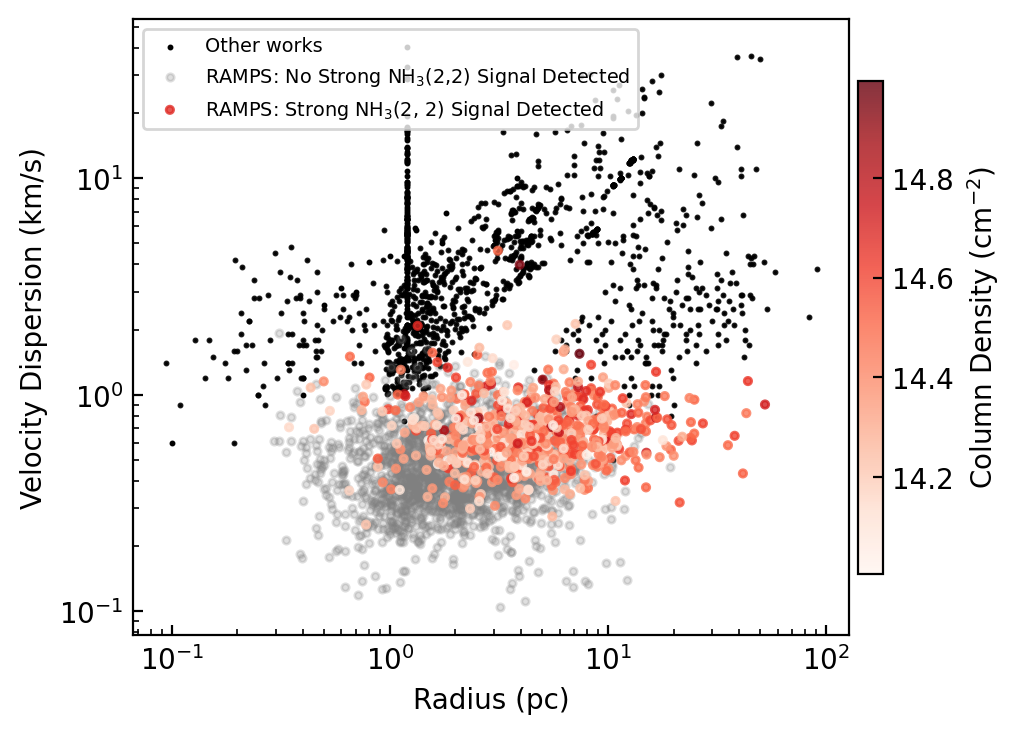 Other works
RAMPS: No Strong NH₃(2,2) Signal Detected
RAMPS: Strong NH₃(2, 2) Signal Detected
Velocity Dispersion (km/s)
10¹
10⁰
10⁻¹
10⁻¹
10⁰
10¹
10²
Radius (pc)
14.8
14.6
14.4
14.2
Column Density (cm⁻²)